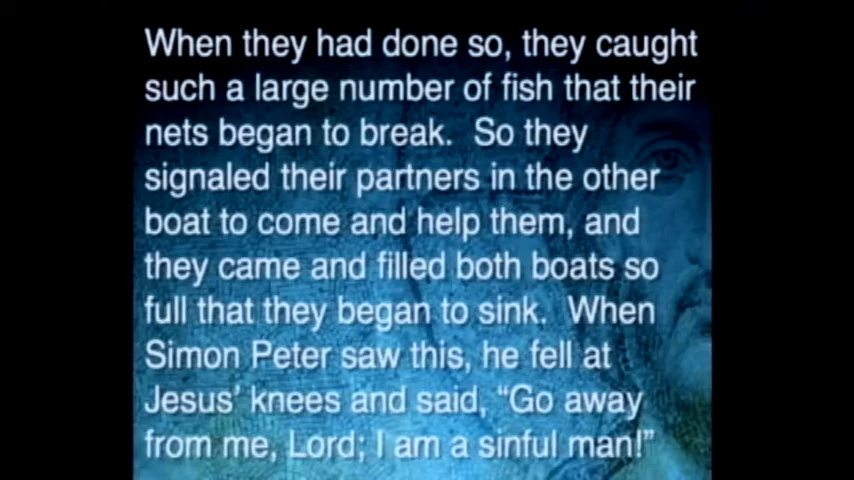 When they had done so, they caught
such a large number of fish that their
nets began to break.  So they
signaled their partners in the other
boat to come and help them, and
they came and filled both boats so
full that they began to sink.  When
Simon Peter saw this, he fell at
Jesus’ knees and said, “Go away
from me, Lord; I am a sinful man!”